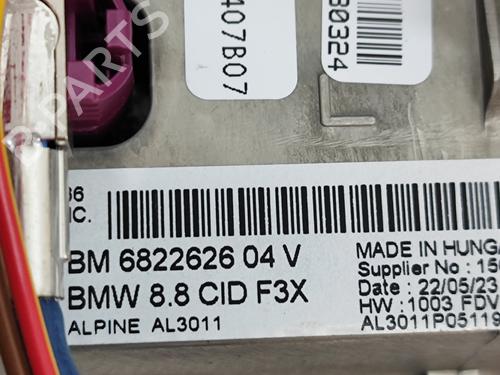 407B07
80324
BM 6822626 04 V
BMW 8.8 CID F3X
ALPINE AL3011
MADE IN HUNGA
Supplier No : 15
Date : 22/05/23
HW : 1003 FDV
AL3011P05119